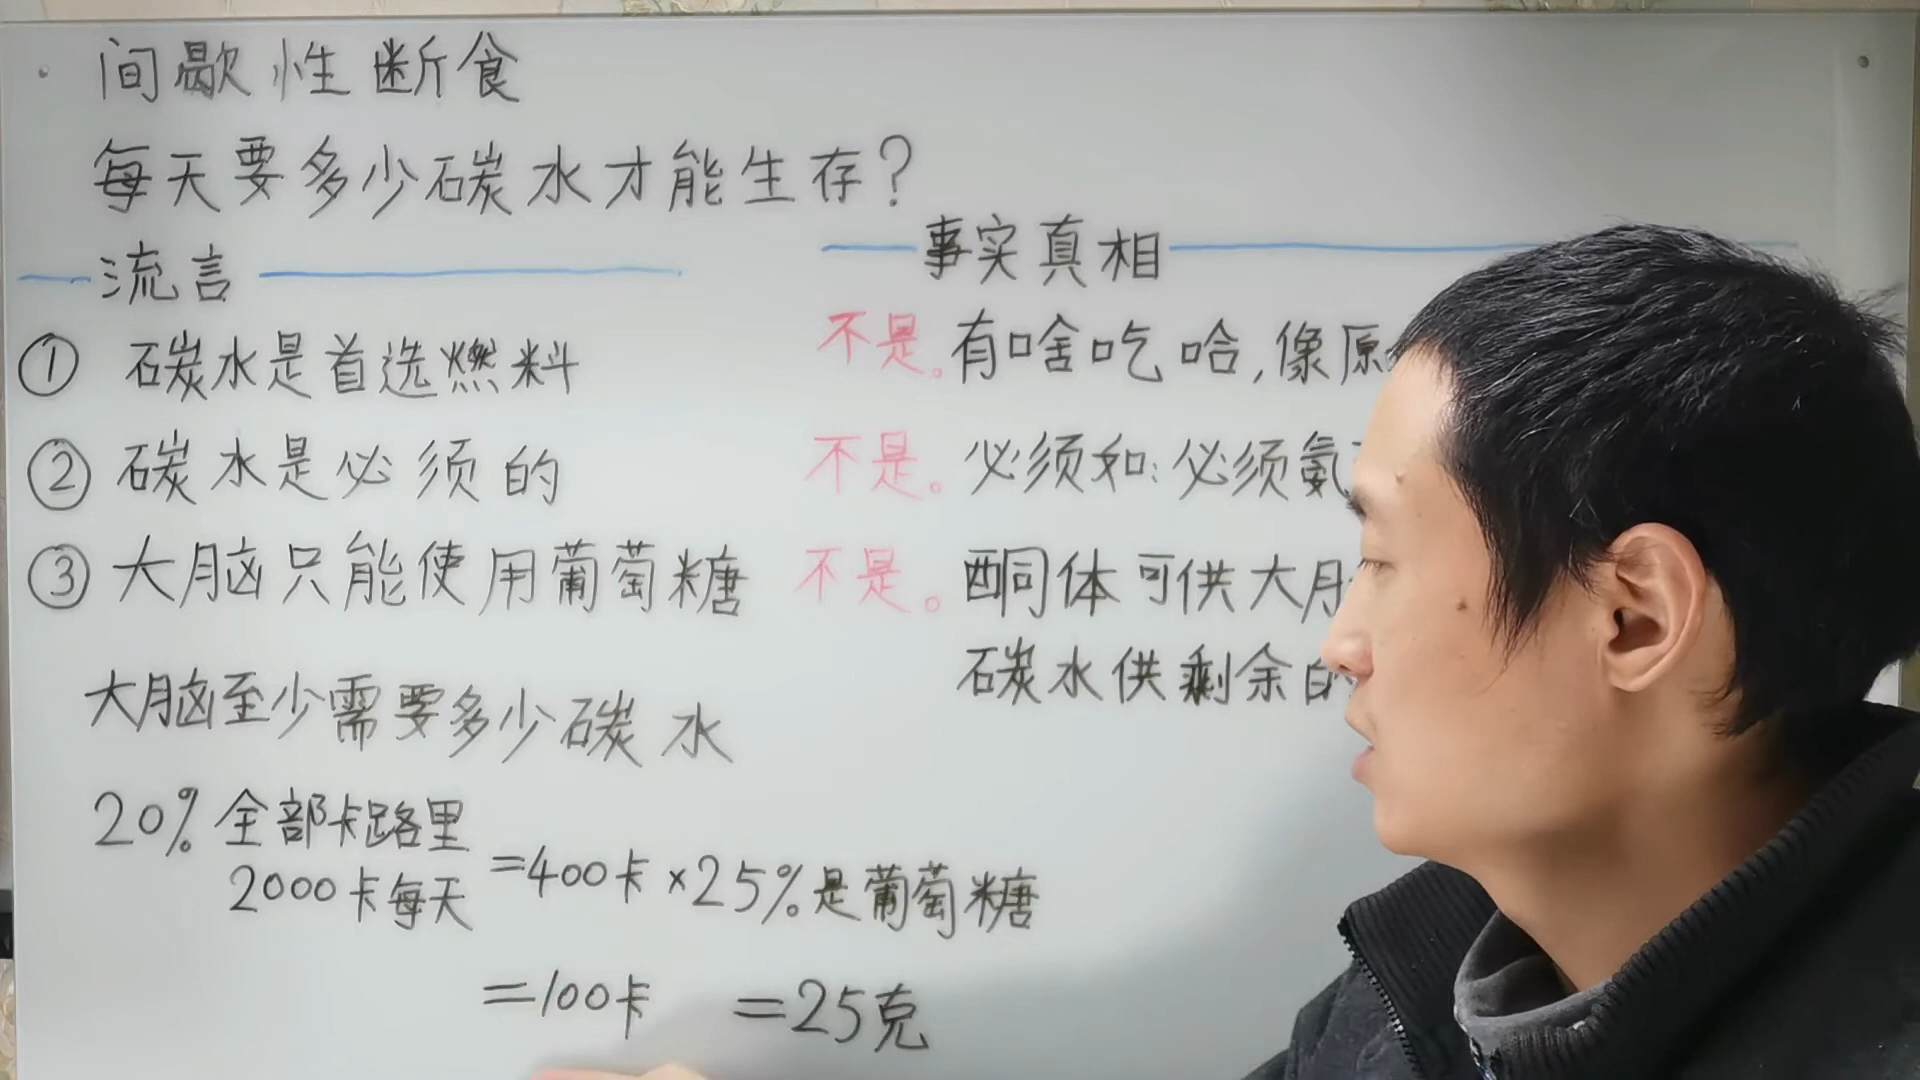 间歇性断食
每天要多少碳水才能生存?
流言
事实真相
① 碳水是首选燃料
不是。有啥吃哈,像原
② 碳水是必须的
不是。必须和:必须氨
③ 大脑只能使用葡萄糖
不是。酮体可供大
碳水供剩余的
大脑至少需要多少碳水
20% 全部卡路里
2000卡每天
=400卡×25%是葡萄糖
=100卡 =25克